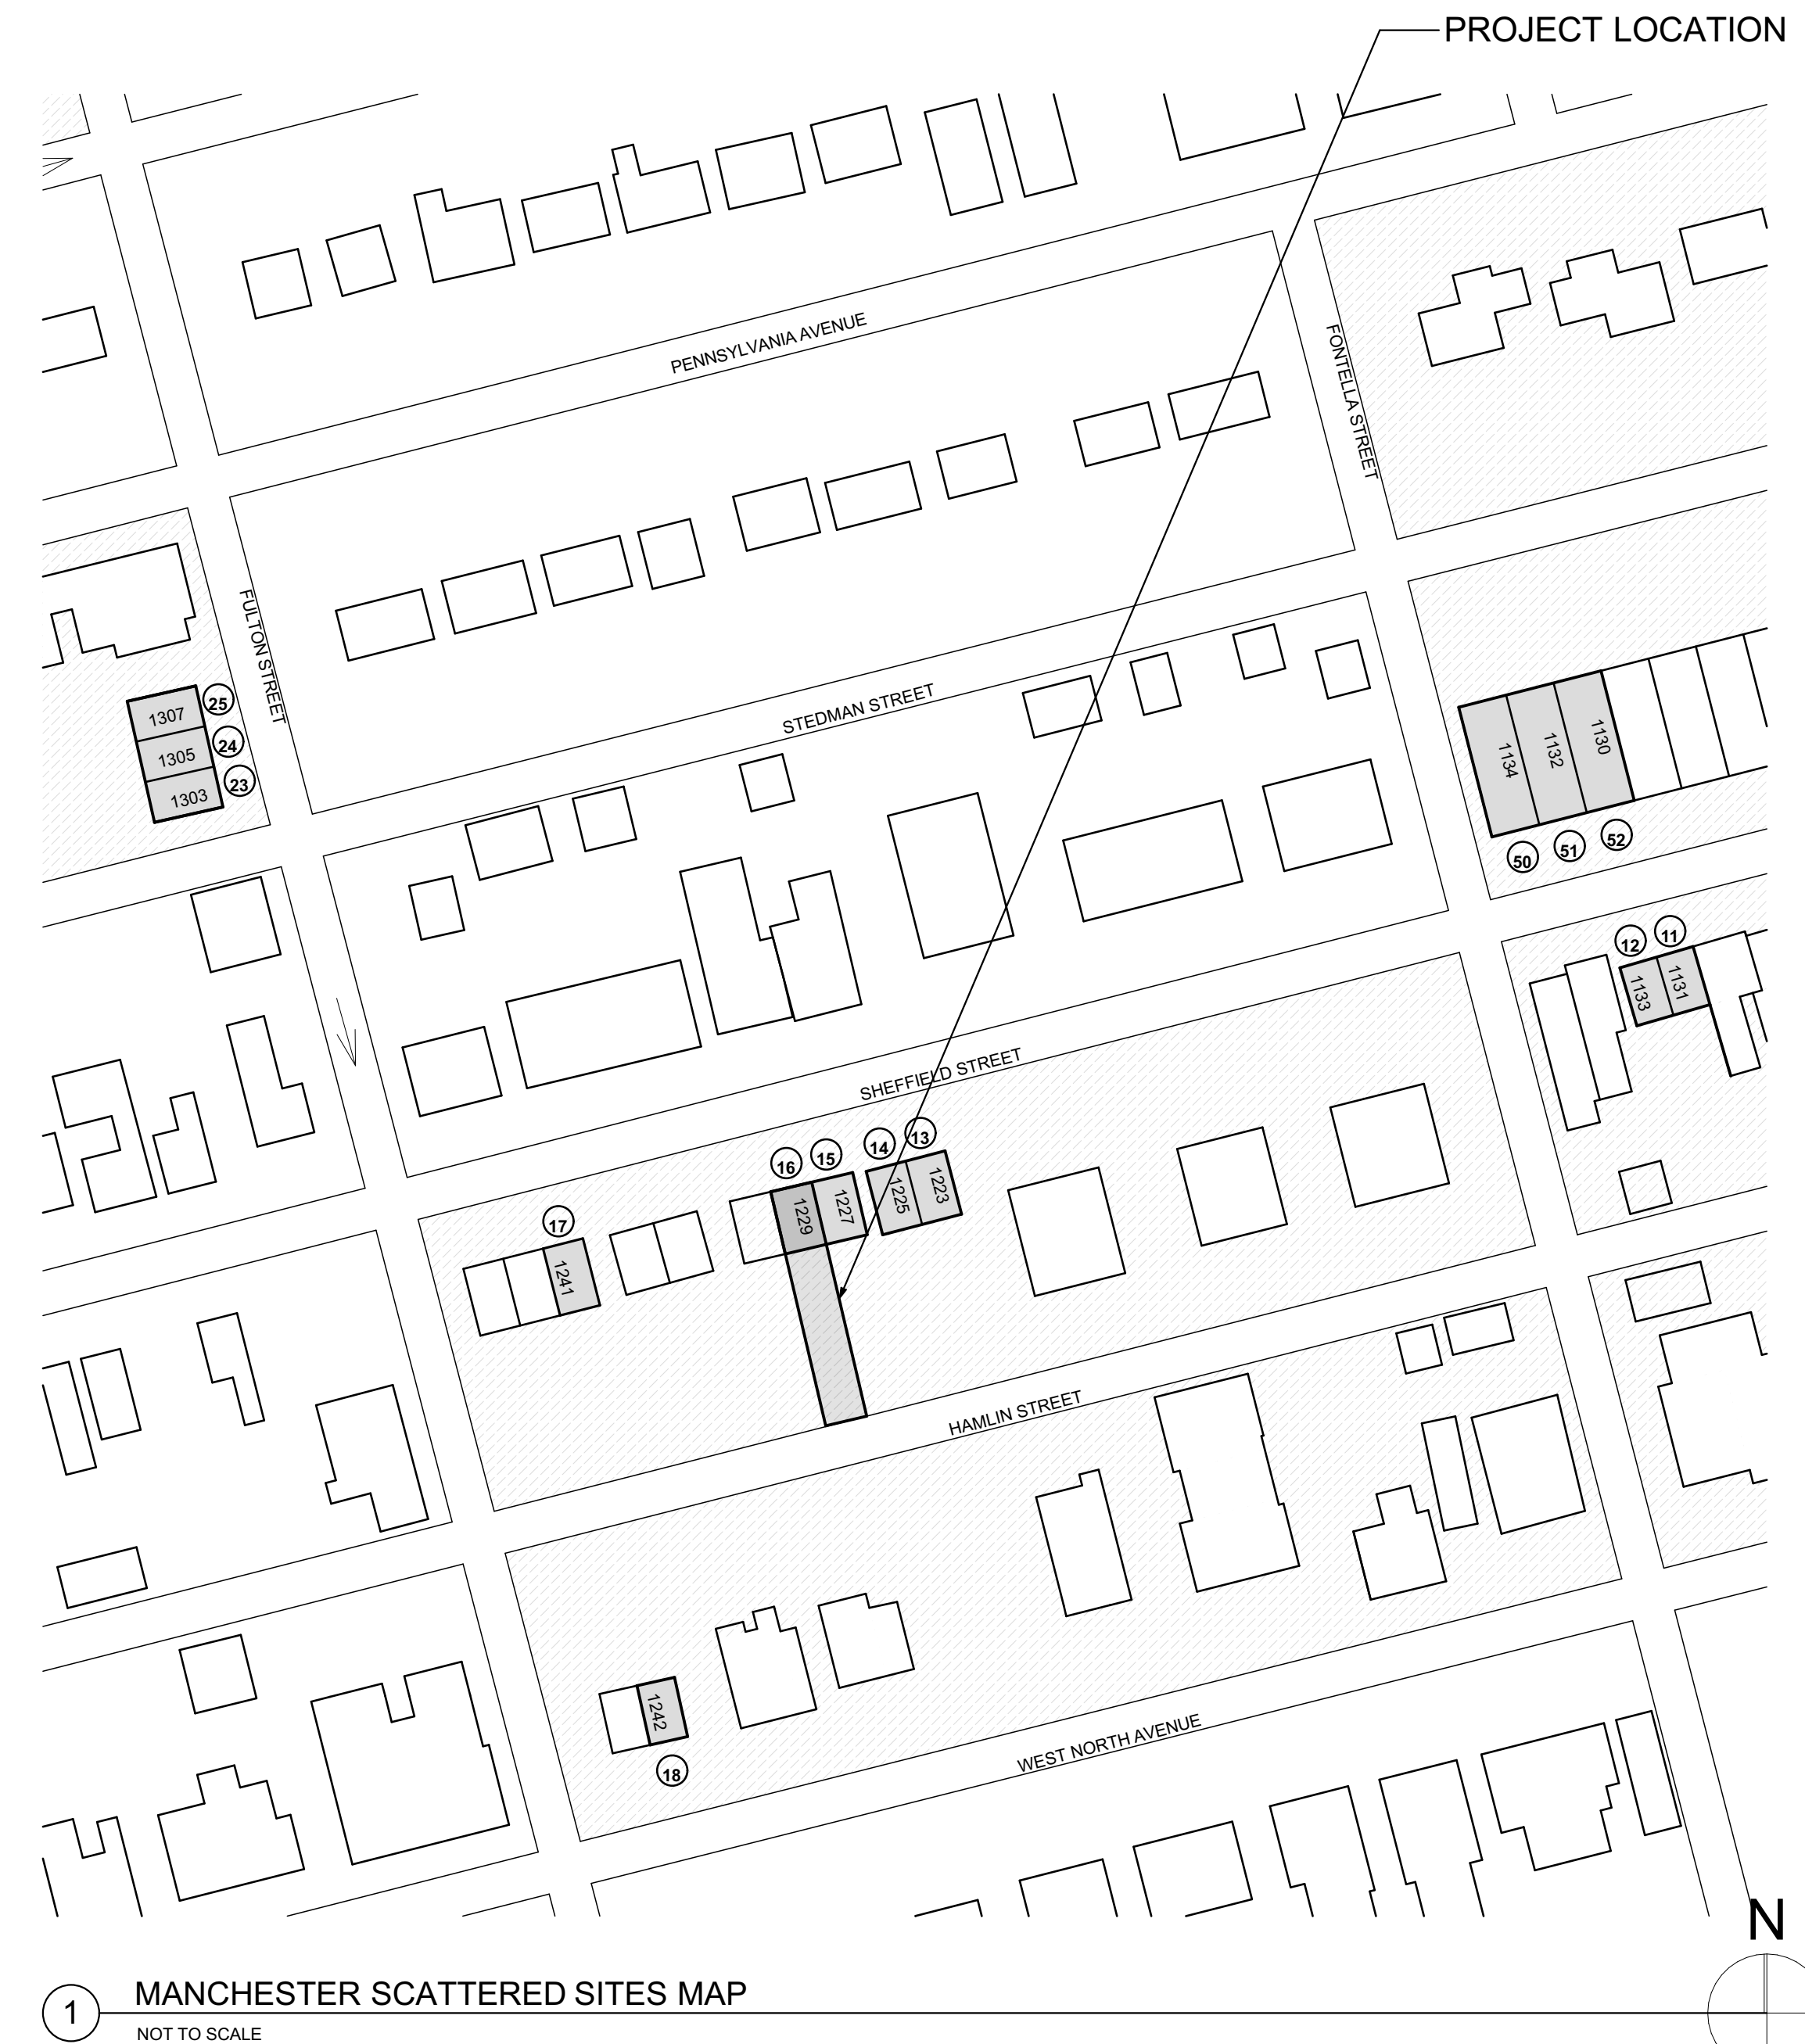 PROJECT LOCATION
PENNSYLVANIA AVENUE
FONTELLA STREET
FULTON STREET
STEDMAN STREET
1307
25
1305
24
1303
23
1134
1132
1130
50
51
52
12
11
1133
1131
SHEFFIELD STREET
16
15
14
13
1229
1227
1225
1223
17
1241
HAMLIN STREET
1242
18
WEST NORTH AVENUE
N
1
MANCHESTER SCATTERED SITES MAP
NOT TO SCALE